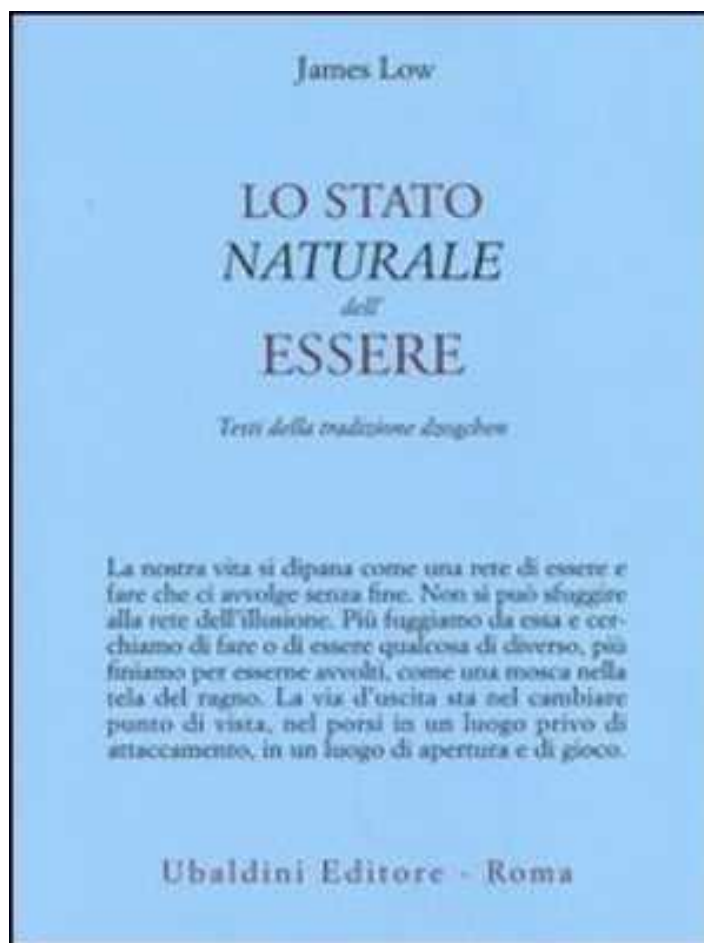 James Low
LO STATO
NATURALE
dell'
ESSERE
Testi della tradizione dzogchen
La nostra vita si dipana come una rete di essere e
fare che ci avvolge senza fine. Non si può sfuggire
alla rete dell'illusione. Più fuggiamo da essa e cer-
chiamo di fare o di essere qualcosa di diverso, più
finiamo per esserne avvolti, come una mosca nella
tela del ragno. La via d'uscita sta nel cambiare
punto di vista, nel porsi in un luogo privo di
attaccamento, in un luogo di apertura e di gioco.
Ubaldini Editore - Roma